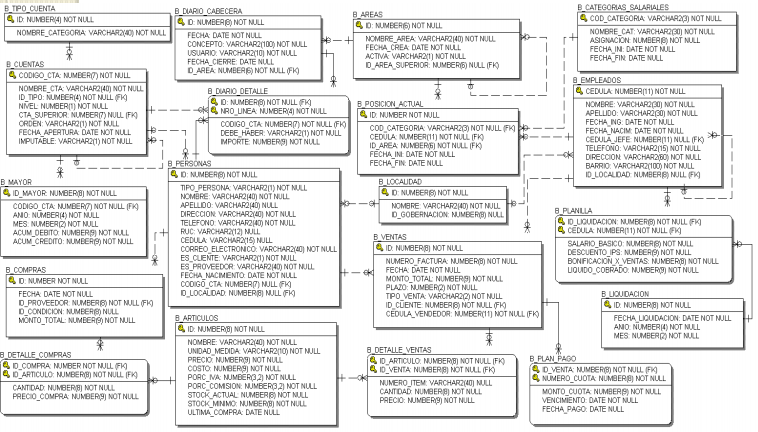 B_TIPO_CUENTA
ID: NUMBER(4) NOT NULL
NOMBRE_CATEGORIA: VARCHAR2(40) NOT NULL
B_DIARIO_CABECERA
ID: NUMBER(8) NOT NULL
FECHA: DATE NOT NULL
CONCEPTO: VARCHAR2(100) NOT NULL
USUARIO: VARCHAR2(10) NOT NULL
FECHA_CIERRE: DATE NOT NULL
ID_AREA: NUMBER(6) NOT NULL (FK)
B_AREAS
ID: NUMBER(6) NOT NULL
NOMBRE_AREA: VARCHAR2(40) NOT NULL
FECHA_CREA: DATE NOT NULL
ACTIVA: VARCHAR2(1) NOT NULL
ID_AREA_SUPERIOR: NUMBER(6) NULL (FK)
B_CATEGORIAS_SALARIALES
COD_CATEGORIA: VARCHAR2(3) NOT NULL
NOMBRE_CAT: VARCHAR2(30) NOT NULL
ASIGNACION: NUMBER(8) NOT NULL
FECHA_INI: DATE NOT NULL
FECHA_FIN: DATE NULL
B_CUENTAS
CODIGO_CTA: NUMBER(7) NOT NULL
NOMBRE_CTA: VARCHAR2(40) NOT NULL
ID_TIPO: NUMBER(4) NOT NULL (FK)
NIVEL: NUMBER(1) NOT NULL
CTA_SUPERIOR: NUMBER(7) NULL (FK)
ORDEN: VARCHAR2(1) NOT NULL
FECHA_APERTURA: DATE NOT NULL
IMPUTABLE: VARCHAR2(1) NOT NULL
B_DIARIO_DETALLE
ID: NUMBER(8) NOT NULL (FK)
NRO_LINEA: NUMBER(4) NOT NULL
CODIGO_CTA: NUMBER(7) NOT NULL (FK)
DEBE_HABER: VARCHAR2(1) NOT NULL
IMPORTE: NUMBER(9) NOT NULL
B_POSICION_ACTUAL
ID: NUMBER NOT NULL
COD_CATEGORIA: VARCHAR2(3) NOT NULL (FK)
CEDULA: NUMBER(11) NOT NULL (FK)
ID_AREA: NUMBER(6) NOT NULL (FK)
FECHA_INI: DATE NOT NULL
FECHA_FIN: DATE NULL
B_EMPLEADOS
CEDULA: NUMBER(11) NOT NULL
NOMBRE: VARCHAR2(30) NOT NULL
APELLIDO: VARCHAR2(30) NOT NULL
FECHA_ING: DATE NOT NULL
FECHA_NACIM: DATE NOT NULL
CEDULA_JEFE: NUMBER(11) NULL (FK)
TELEFONO: VARCHAR2(15) NOT NULL
DIRECCION: VARCHAR2(60) NOT NULL
BARRIO: VARCHAR2(100) NOT NULL
ID_LOCALIDAD: NUMBER(8) NULL (FK)
B_MAYOR
ID_MAYOR: NUMBER(8) NOT NULL
CODIGO_CTA: NUMBER(7) NOT NULL (FK)
ANIO: NUMBER(4) NOT NULL
MES: NUMBER(2) NOT NULL
ACUM_DEBITO: NUMBER(9) NOT NULL
ACUM_CREDITO: NUMBER(9) NOT NULL
B_PERSONAS
ID: NUMBER(8) NOT NULL
TIPO_PERSONA: VARCHAR2(1) NOT NULL
NOMBRE: VARCHAR2(40) NOT NULL
APELLIDO: VARCHAR2(40) NULL
DIRECCION: VARCHAR2(40) NOT NULL
TELEFONO: VARCHAR2(40) NOT NULL
RUC: VARCHAR2(12) NULL
CEDULA: VARCHAR2(15) NULL
CORREO_ELECTRONICO: VARCHAR2(40) NULL
ES_CLIENTE: VARCHAR2(1) NOT NULL
ES_PROVEEDOR: VARCHAR2(40) NOT NULL
FECHA_NACIMIENTO: DATE NOT NULL
CODIGO_CTA: NUMBER(7) NULL (FK)
ID_LOCALIDAD: NUMBER(8) NULL (FK)
B_LOCALIDAD
ID: NUMBER(8) NOT NULL
NOMBRE: VARCHAR2(40) NOT NULL
ID_GOBERNACION: NUMBER(8) NULL
B_PLANILLA
ID_LIQUIDACION: NUMBER(8) NOT NULL (FK)
CEDULA: NUMBER(11) NOT NULL (FK)
SALARIO_BASICO: NUMBER(8) NOT NULL
DESCUENTO_IPS: NUMBER(9) NOT NULL
BONIFICACION_X_VENTAS: NUMBER(8) NOT NULL
LIQUIDO_COBRADO: NUMBER(9) NOT NULL
B_VENTAS
ID: NUMBER(8) NOT NULL
NUMERO_FACTURA: NUMBER(8) NOT NULL
FECHA: DATE NOT NULL
MONTO_TOTAL: NUMBER(9) NOT NULL
PLAZO: NUMBER(2) NOT NULL
TIPO_VENTA: VARCHAR2(2) NOT NULL
ID_CLIENTE: NUMBER(8) NOT NULL (FK)
CEDULA_VENDEDOR: NUMBER(11) NOT NULL (FK)
B_COMPRAS
ID: NUMBER NOT NULL
FECHA: DATE NOT NULL
ID_PROVEEDOR: NUMBER(8) NOT NULL (FK)
ID_CONDICION: NUMBER(8) NULL
MONTO_TOTAL: NUMBER(9) NOT NULL
B_LIQUIDACION
ID: NUMBER(8) NOT NULL
FECHA_LIQUIDACION: DATE NOT NULL
ANIO: NUMBER(4) NOT NULL
MES: NUMBER(2) NOT NULL
B_ARTICULOS
ID: NUMBER(8) NOT NULL
NOMBRE: VARCHAR2(40) NOT NULL
UNIDAD_MEDIDA: VARCHAR2(10) NOT NULL
PRECIO: NUMBER(9) NOT NULL
COSTO: NUMBER(9) NOT NULL
PORC_IVA: NUMBER(3,2) NOT NULL
PORC_COMISION: NUMBER(3,2) NOT NULL
STOCK_ACTUAL: NUMBER(8) NOT NULL
STOCK_MINIMO: NUMBER(8) NOT NULL
ULTIMA_COMPRA: DATE NULL
B_DETALLE_COMPRAS
ID_COMPRA: NUMBER NOT NULL (FK)
ID_ARTICULO: NUMBER(8) NOT NULL (FK)
CANTIDAD: NUMBER(8) NOT NULL
PRECIO_COMPRA: NUMBER(9) NOT NULL
B_DETALLE_VENTAS
ID_ARTICULO: NUMBER(8) NOT NULL (FK)
ID_VENTA: NUMBER(8) NOT NULL (FK)
NUMERO_ITEM: VARCHAR2(40) NULL
CANTIDAD: NUMBER(8) NOT NULL
PRECIO: NUMBER(9) NOT NULL
B_PLAN_PAGO
ID_VENTA: NUMBER(8) NOT NULL (FK)
NUMERO_CUOTA: NUMBER(8) NOT NULL
MONTO_CUOTA: NUMBER(9) NOT NULL
VENCIMIENTO: DATE NOT NULL
FECHA_PAGO: DATE NULL